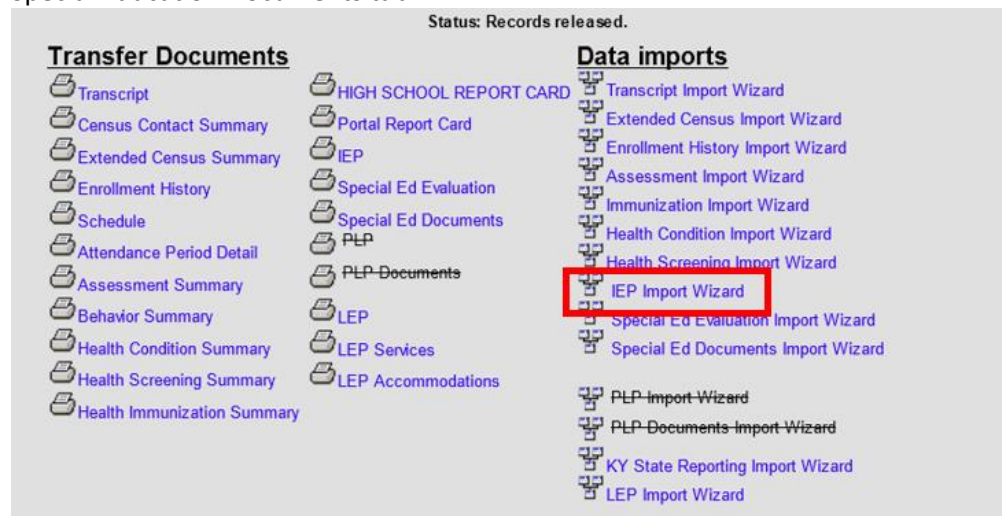 Status: Records released.
Transfer Documents
Transcript
Census Contact Summary
Extended Census Summary
Enrollment History
Schedule
Attendance Period Detail
Assessment Summary
Behavior Summary
Health Condition Summary
Health Screening Summary
Health Immunization Summary
HIGH SCHOOL REPORT CARD
Portal Report Card
IEP
Special Ed Evaluation
Special Ed Documents
PLP
PLP Documents
LEP
LEP Services
LEP Accommodations
Data imports
Transcript Import Wizard
Extended Census Import Wizard
Enrollment History Import Wizard
Assessment Import Wizard
Immunization Import Wizard
Health Condition Import Wizard
Health Screening Import Wizard
IEP Import Wizard
Special Ed Evaluation Import Wizard
Special Ed Documents Import Wizard
PLP Import Wizard
PLP Documents Import Wizard
KY State Reporting Import Wizard
LEP Import Wizard